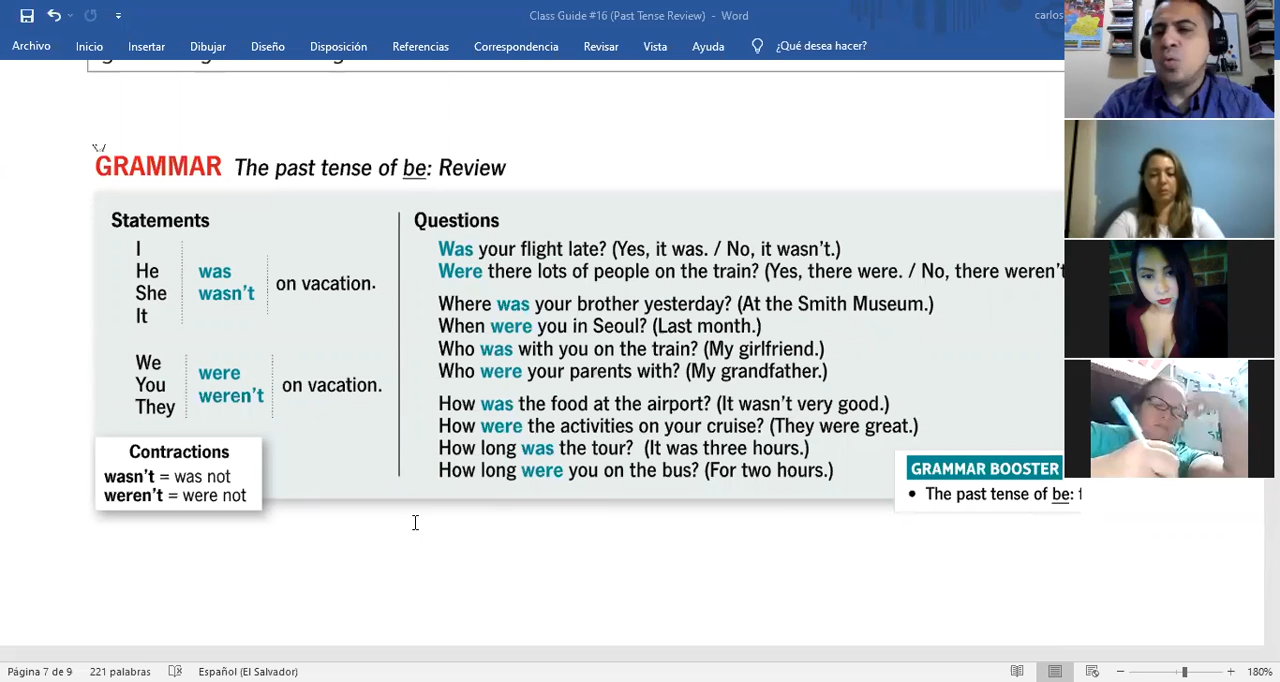 Class Guide #16 (Past Tense Review) - Word
carlos
Archivo Inicio Insertar Dibujar Diseño Disposición Referencias Correspondencia Revisar Vista Ayuda ¿Qué desea hacer?
GRAMMAR The past tense of be: Review
Statements
I
He
She
It
was
wasn't
on vacation.
We
You
They
were
weren't
on vacation.
Contractions
wasn't = was not
weren't = were not
Questions
Was your flight late? (Yes, it was. / No, it wasn't.)
Were there lots of people on the train? (Yes, there were. / No, there weren't
Where was your brother yesterday? (At the Smith Museum.)
When were you in Seoul? (Last month.)
Who was with you on the train? (My girlfriend.)
Who were your parents with? (My grandfather.)
How was the food at the airport? (It wasn't very good.)
How were the activities on your cruise? (They were great.)
How long was the tour? (It was three hours.)
How long were you on the bus? (For two hours.)
GRAMMAR BOOSTER
• The past tense of be:
Página 7 de 9 221 palabras Español (El Salvador) 180%